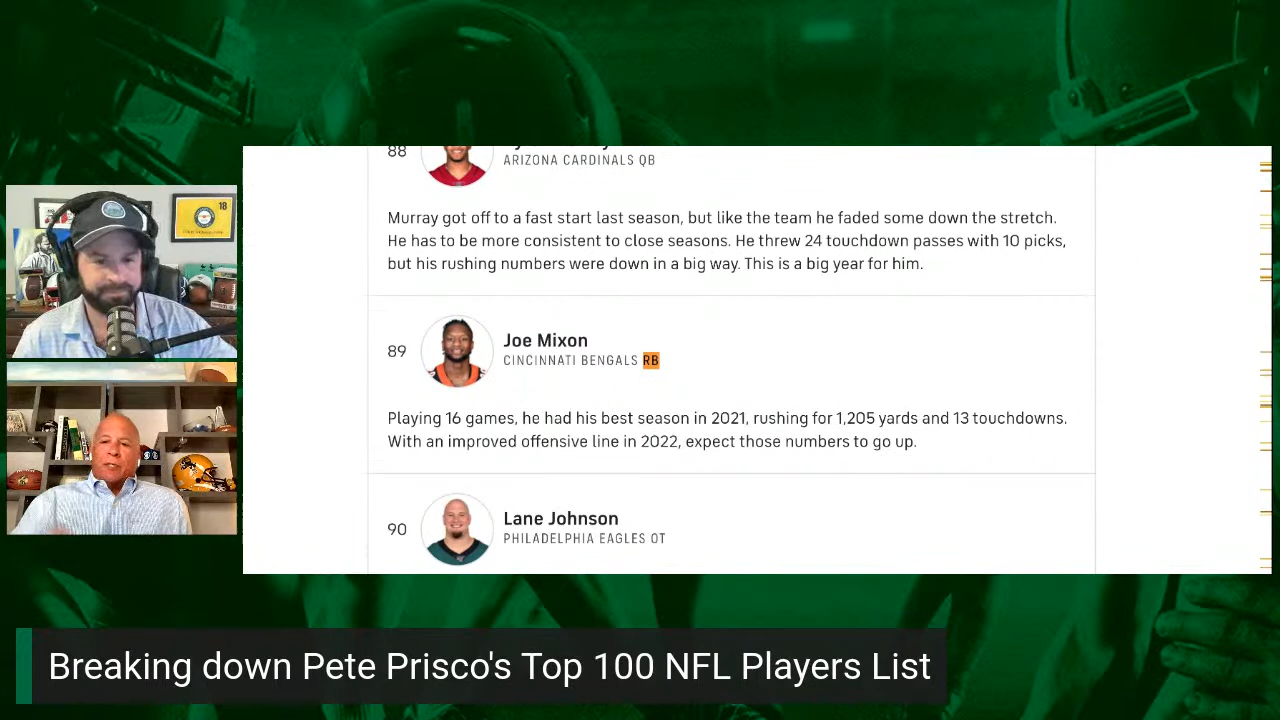 88
ARIZONA CARDINALS QB
Murray got off to a fast start last season, but like the team he faded some down the stretch.
He has to be more consistent to close seasons. He threw 24 touchdown passes with 10 picks,
but his rushing numbers were down in a big way. This is a big year for him.
89
Joe Mixon
CINCINNATI BENGALS RB
Playing 16 games, he had his best season in 2021, rushing for 1,205 yards and 13 touchdowns.
With an improved offensive line in 2022, expect those numbers to go up.
90
Lane Johnson
PHILADELPHIA EAGLES OT
18
Breaking down Pete Prisco's Top 100 NFL Players List